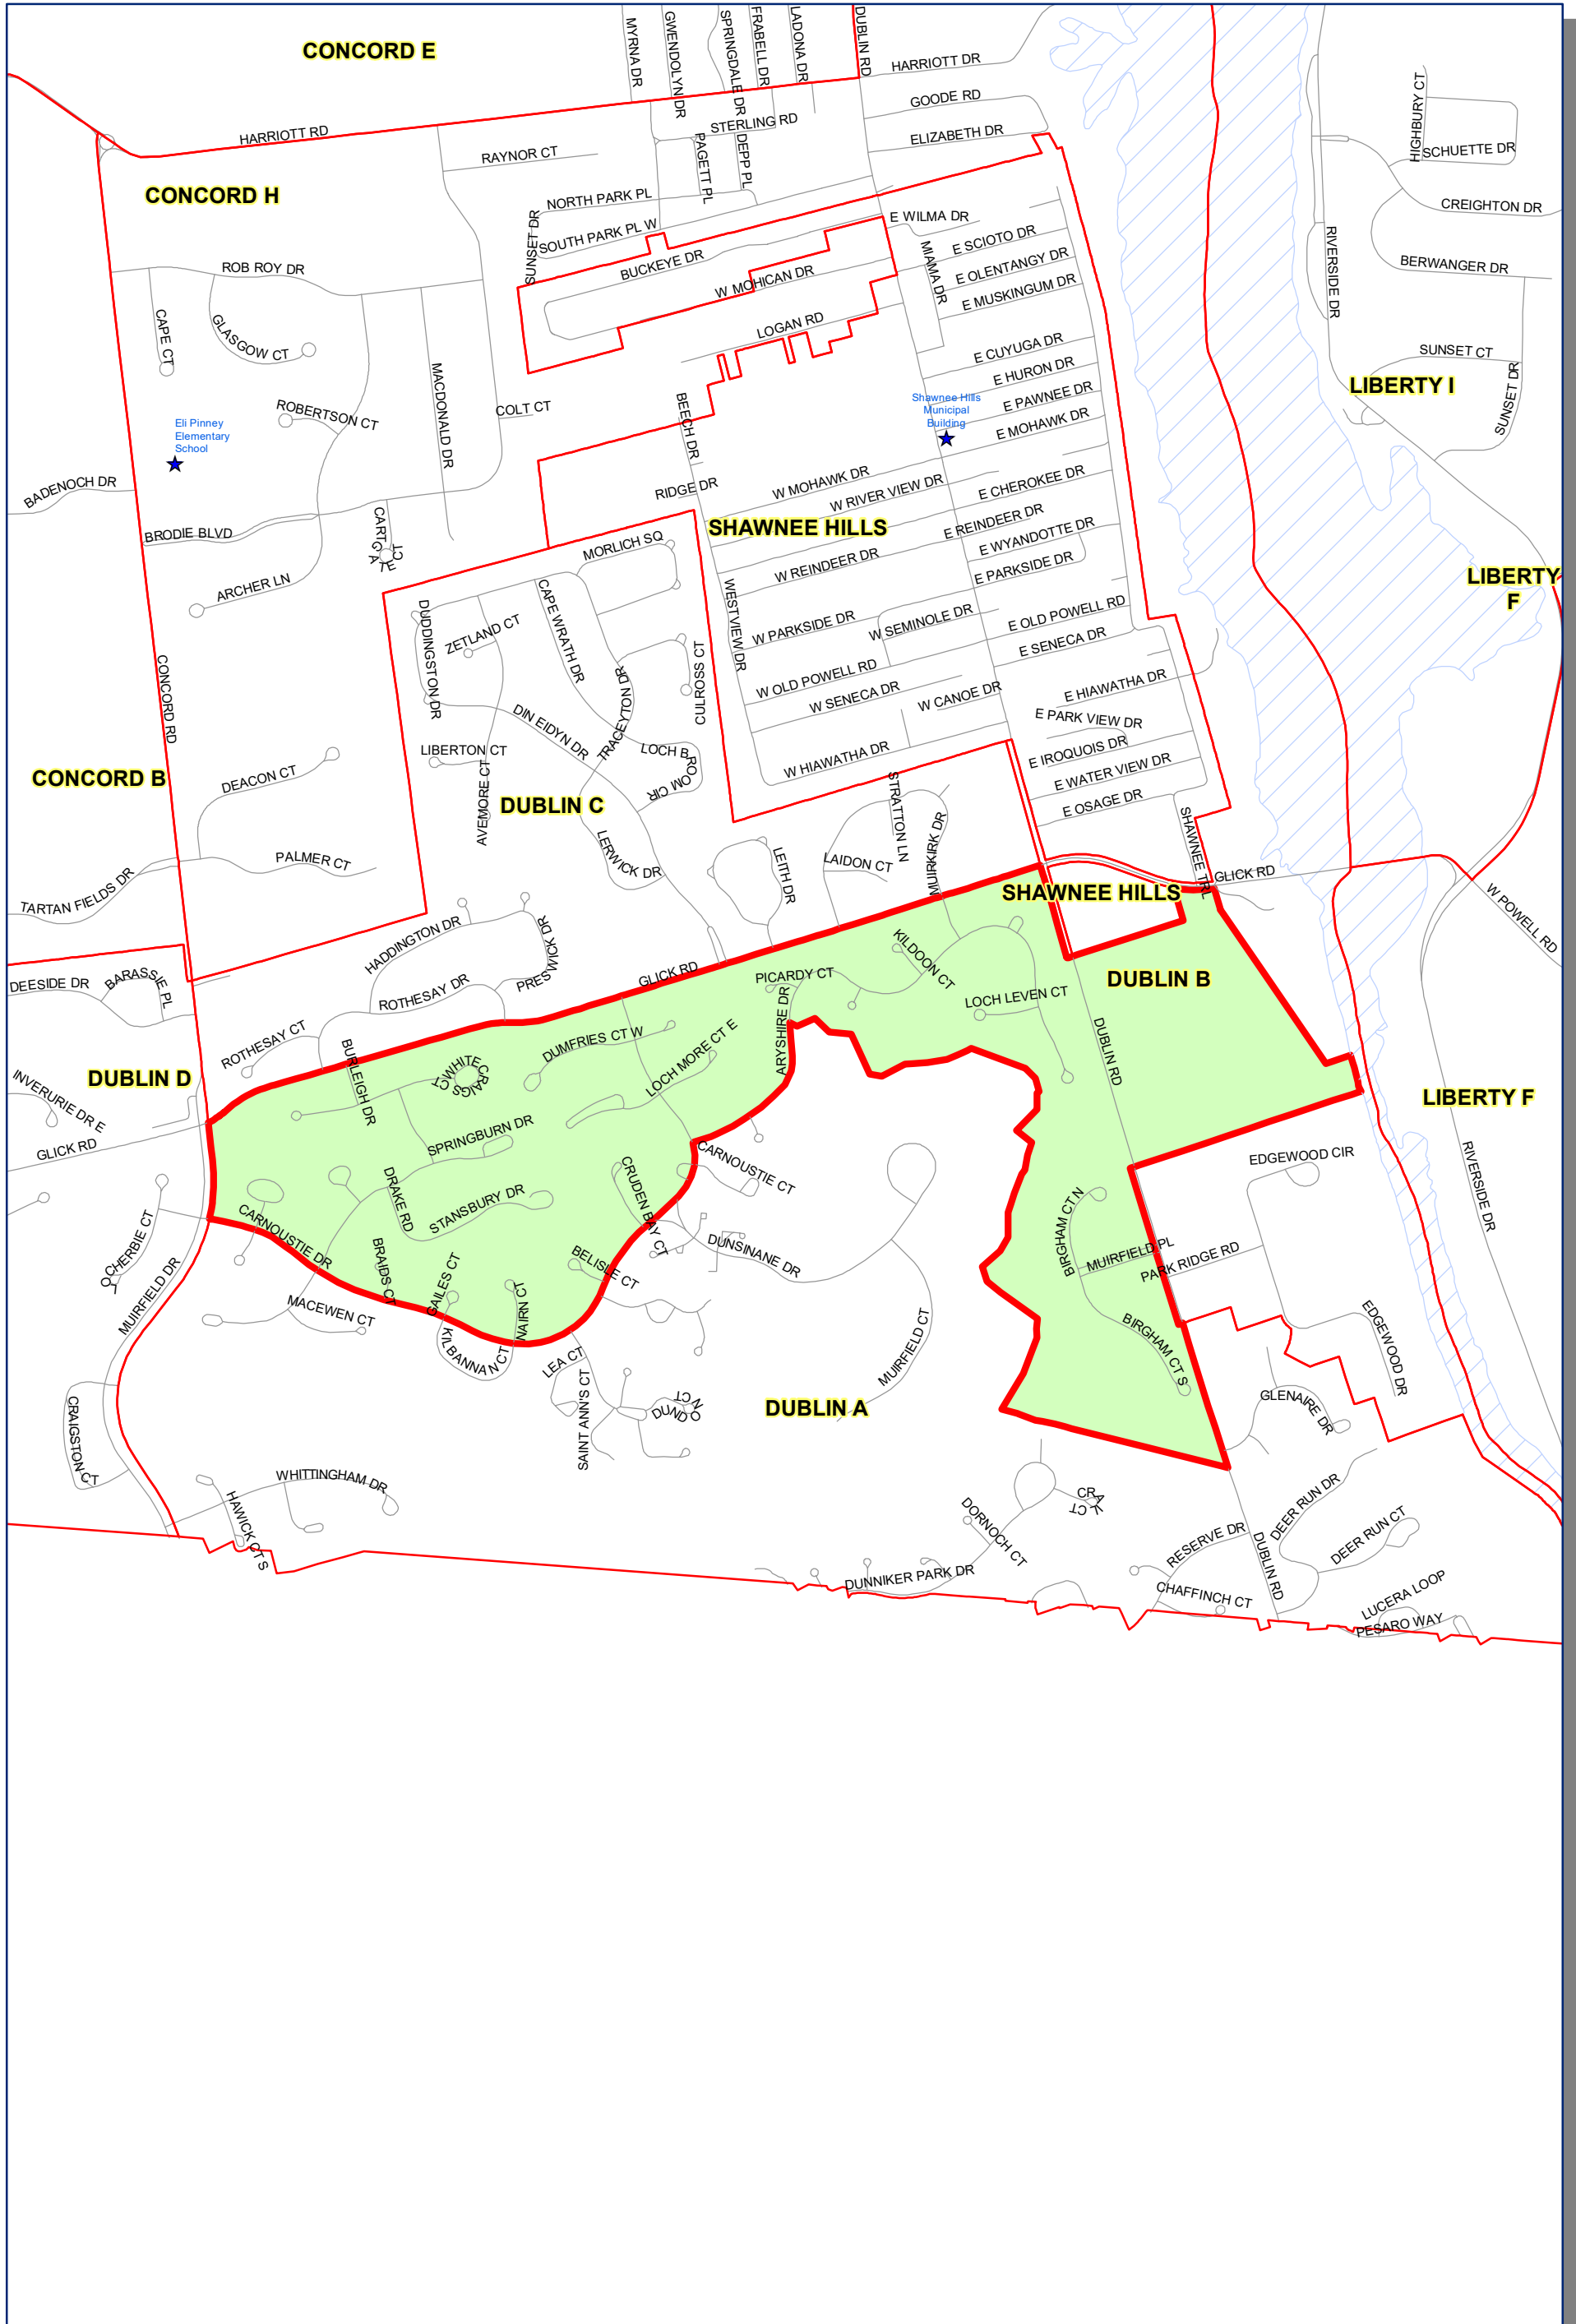 CONCORD E
MYRNA DR
GWENDOLYN DR
SPRINGDALE DR
FRABELL DR
LADONA DR
DUBLIN RD
HARRIOTT DR
GOODE RD
ELIZABETH DR
HARRIOTT RD
STERLING RD
PAGETT PL
DEPP PL
RAYNOR CT
HIGHBURY CT
SCHUETTE DR
CREIGHTON DR
CONCORD H
NORTH PARK PL
SOUTH PARK PL W
SUNSET DR
E WILMA DR
MIAMA DR
E SCIOTO DR
E OLENTANGY DR
E MUSKINGUM DR
RIVERSIDE DR
BERWANGER DR
ROB ROY DR
BUCKEYE DR
W MOHICAN DR
LOGAN RD
CAPE CT
GLASGOW CT
MACDONALD DR
E CUYUGA DR
E HURON DR
E PAWNEE DR
E MOHAWK DR
SUNSET CT
SUNSET DR
LIBERTY I
Shawnee Hills
Municipal
Building
Eli Pinney
Elementary
School
ROBERTSON CT
COLT CT
BEECH DR
RIDGE DR
W MOHAWK DR
W RIVER VIEW DR
E CHEROKEE DR
BADENOCH DR
BRODIE BLVD
CARTGATE CT
ARCHER LN
SHAWNEE HILLS
E REINDEER DR
W REINDEER DR
E WYANDOTTE DR
E PARKSIDE DR
LIBERTY
F
MORLICH SQ
DUDDINGSTON DR
ZETLAND CT
CAPE WRATH DR
TRACEYTON DR
CULROSS CT
WESTVIEW DR
W PARKSIDE DR
W SEMINOLE DR
E OLD POWELL RD
E SENECA DR
W OLD POWELL RD
W SENECA DR
W CANOE DR
E HIAWATHA DR
CONCORD RD
DIN EIDYN DR
LIBERTON CT
AVEMORE CT
LOCH BROOM CIR
W HIAWATHA DR
E PARK VIEW DR
E IROQUOIS DR
E WATER VIEW DR
E OSAGE DR
CONCORD B
DEACON CT
DUBLIN C
STRATTON LN
MUIRKIRK DR
SHAWNEE TRL
PALMER CT
LERWICK DR
LEITH DR
LAIDON CT
TARTAN FIELDS DR
GLICK RD
SHAWNEE HILLS
W POWELL RD
HADDINGTON DR
PRESWICK DR
ROTHESAY DR
GLICK RD
PICARDY CT
KILDOON CT
LOCH LEVEN CT
DUBLIN B
DEESIDE DR
BARASSIE PL
ROTHESAY CT
BURLEIGH DR
WHITE CRAIGS CT
DUMFRIES CT W
LOCH MORE CT E
ARYSHIRE DR
DUBLIN RD
DUBLIN D
INVERURIE DR E
GLICK RD
LIBERTY F
SPRINGBURN DR
CARNOUSTIE CT
EDGEWOOD CIR
RIVERSIDE DR
DRAKE RD
STANSBURY DR
CRUDEN BAY CT
BIRGHAM CT N
MUIRFIELD PL
PARK RIDGE RD
CARNOUSTIE DR
BRAIDS CT
GAILES CT
BELISLE CT
DUNSINANE DR
MUIRFIELD DR
MACEWEN CT
KILBANNAN CT
NAIRN CT
MUIRFIELD CT
BIRGHAM CT S
EDGEWOOD DR
LEA CT
SAINT ANN'S CT
DUNDON CT
DUBLIN A
GLENAIRE DR
CRAIGSTON CT
WHITTINGHAM DR
HAWICK CT S
DORNOCH CT
DUNNIKER PARK DR
RESERVE DR
CHAFFINCH CT
DUBLIN RD
DEER RUN DR
DEER RUN CT
LUCERA LOOP
PESARO WAY